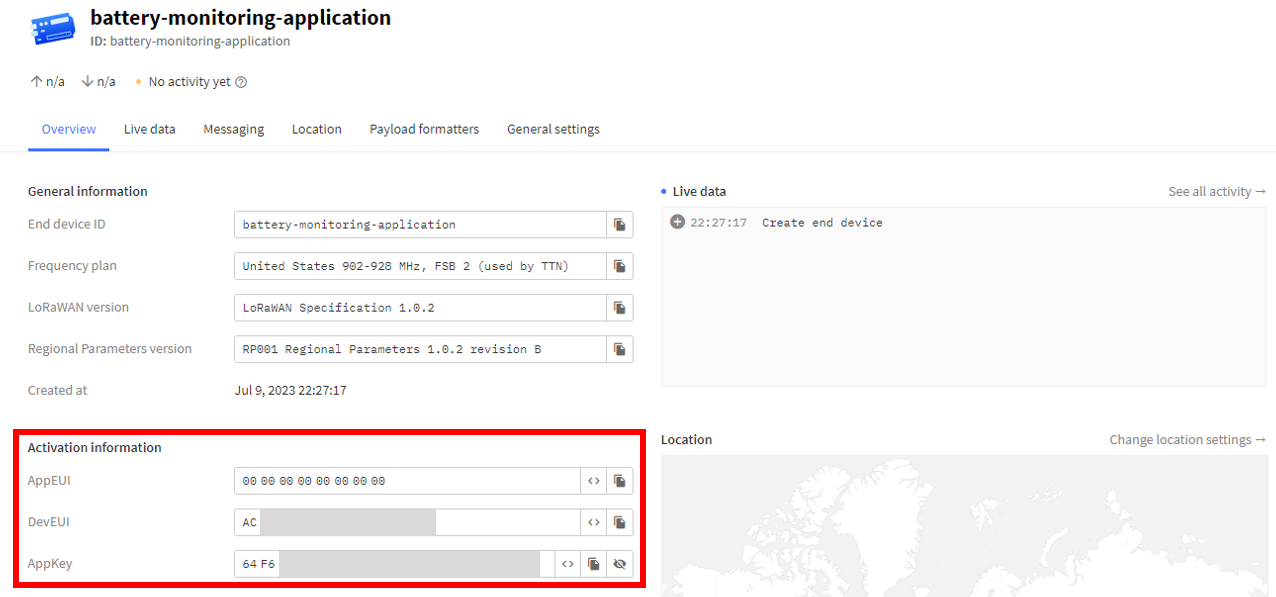 battery-monitoring-application
ID: battery-monitoring-application
n/a n/a No activity yet
Overview Live data Messaging Location Payload formatters General settings
General information
End device ID battery-monitoring-application
Frequency plan United States 902-928 MHz, FSB 2 (used by TTN)
LoRaWAN version LoRaWAN Specification 1.0.2
Regional Parameters version RP001 Regional Parameters 1.0.2 revision B
Created at Jul 9, 2023 22:27:17
Live data See all activity →
22:27:17 Create end device
Activation information
AppEUI 00 00 00 00 00 00 00 00
DevEUI AC
AppKey 64 F6
Location Change location settings →